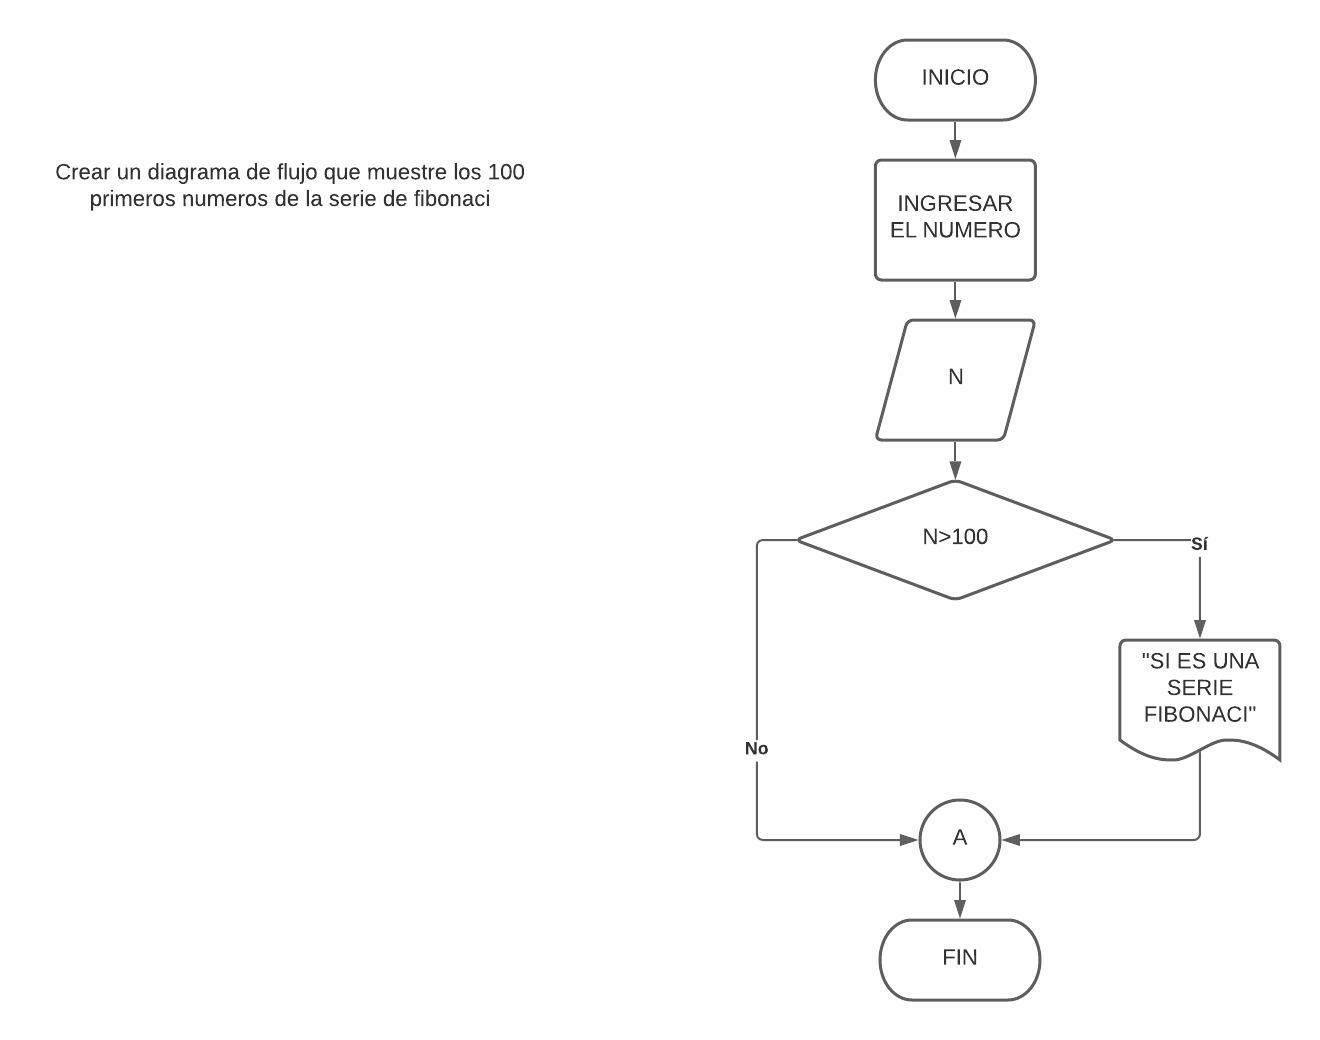 Crear un diagrama de flujo que muestre los 100
primeros numeros de la serie de fibonaci
INICIO
INGRESAR
EL NUMERO
N
N>100
Sí
"SI ES UNA
SERIE
FIBONACI"
No
A
FIN